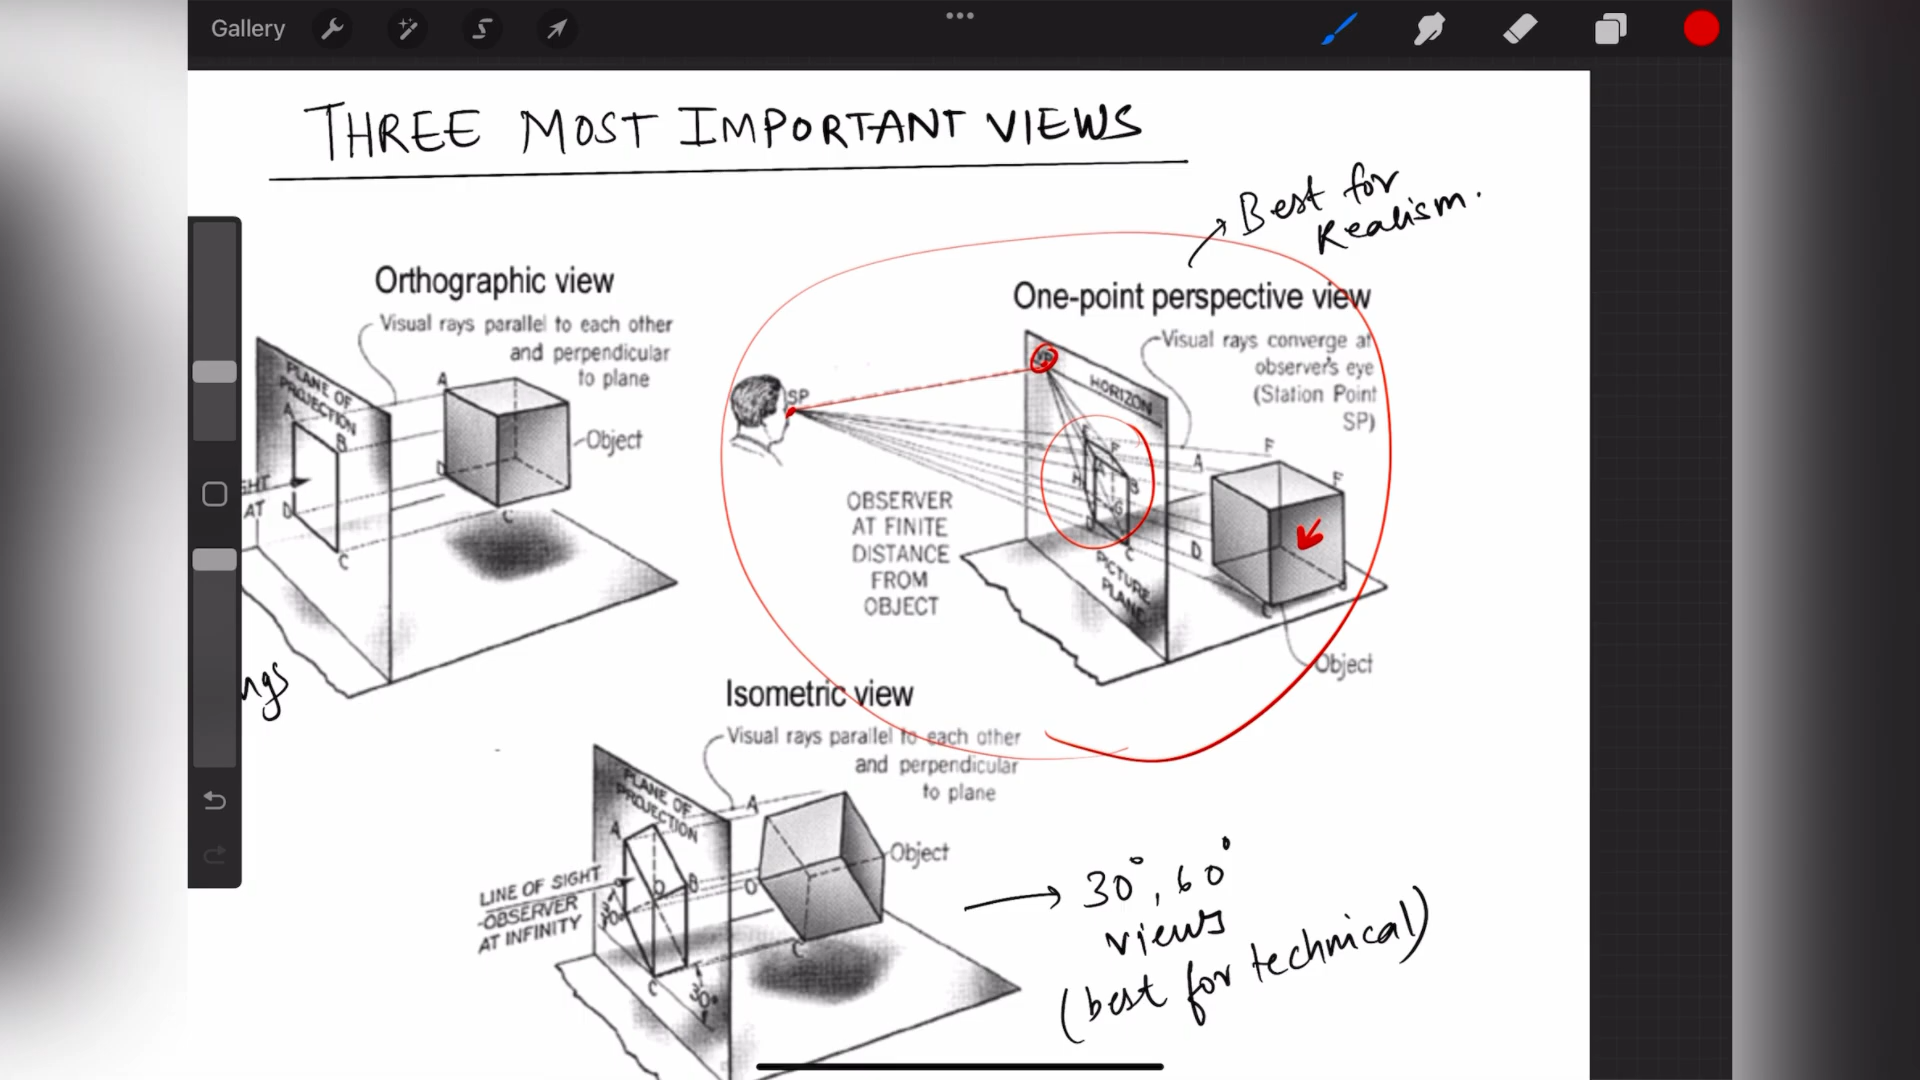 Gallery
THREE MOST IMPORTANT VIEWS
Best for
Realism.
Orthographic view
Visual rays parallel to each other
and perpendicular
to plane
PLANE OF
PROJECTION
A
A
B
Object
D
D
AT
C
C
One-point perspective view
Visual rays converge at
observer's eye
(Station Point
SP)
HORIZON
SP
F
A
F
F
A
B
H
G
D
C
C
OBSERVER
AT FINITE
DISTANCE
FROM
OBJECT
PICTURE
PLANE
Object
Isometric view
Visual rays parallel to each other
and perpendicular
to plane
PLANE OF
PROJECTION
A
A
Object
B
LINE OF SIGHT
OBSERVER
AT INFINITY
C
C
30°
30°, 60°
views
(best for technical)